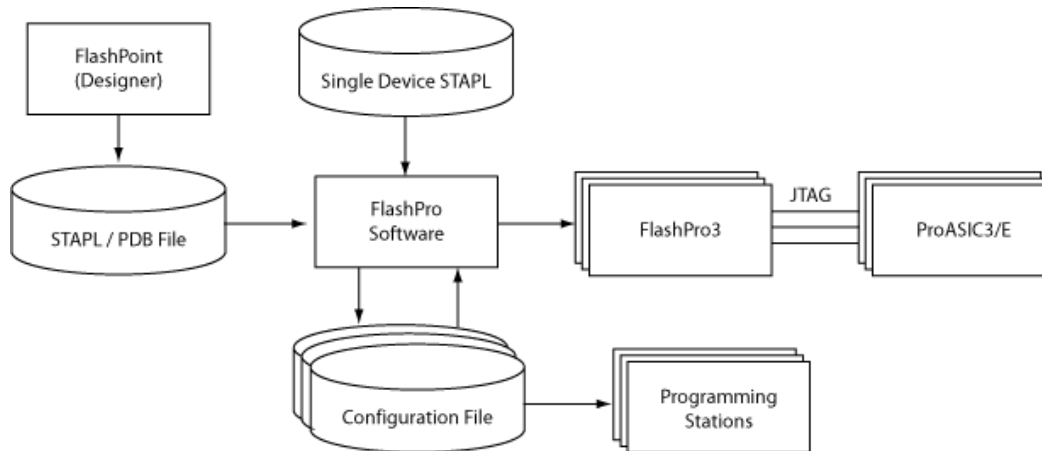 FlashPoint
(Designer)
Single Device STAPL
STAPL / PDB File
FlashPro
Software
FlashPro3
JTAG
ProASIC3/E
Configuration File
Programming
Stations